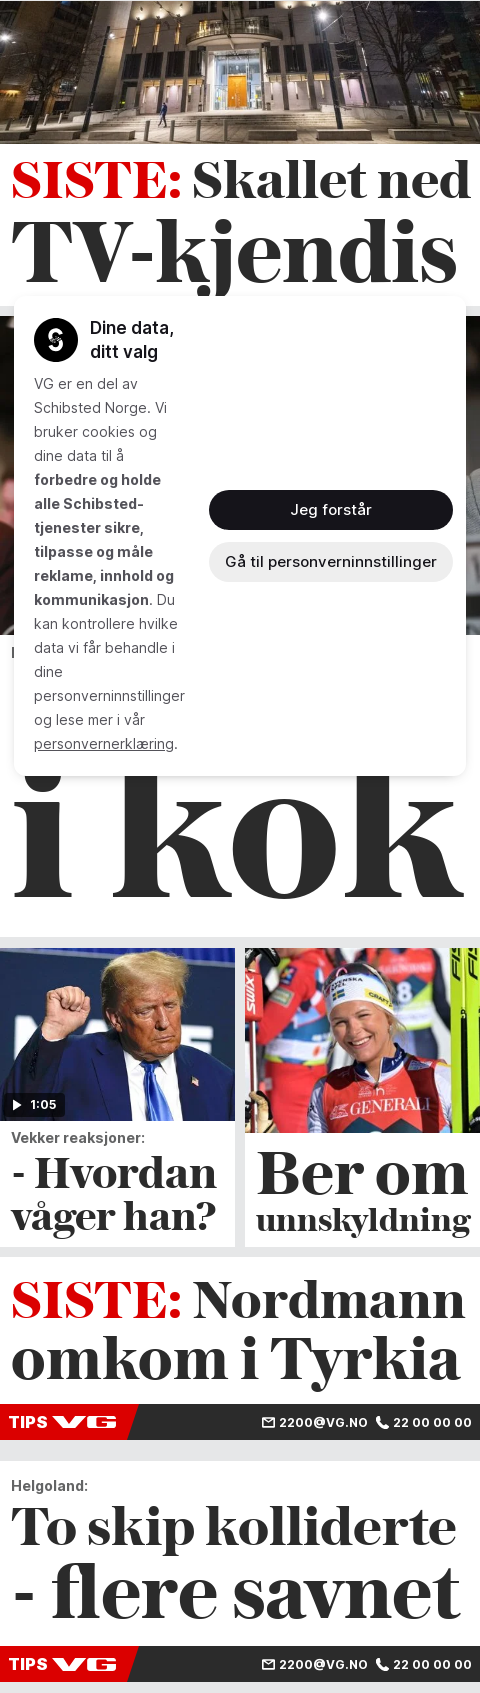 SISTE: Skallet ned
TV-kjendis
Dine data,
ditt valg
VG er en del av
Schibsted Norge. Vi
bruker cookies og
dine data til å
forbedre og holde
alle Schibsted-
tjenester sikre,
tilpasse og måle
reklame, innhold og
kommunikasjon. Du
kan kontrollere hvilke
data vi får behandle i
dine
personverninnstillinger
og lese mer i vår
personvernerklæring.
Jeg forstår
Gå til personverninnstillinger
i kok
1:05
Vekker reaksjoner:
- Hvordan
våger han?
SWIX
SVENSKA
SPEL
CRAFT
GENERALI
Ber om
unnskyldning
SISTE: Nordmann
omkom i Tyrkia
TIPS VG 2200@VG.NO 22 00 00 00
Helgoland:
To skip kolliderte
- flere savnet
TIPS VG 2200@VG.NO 22 00 00 00